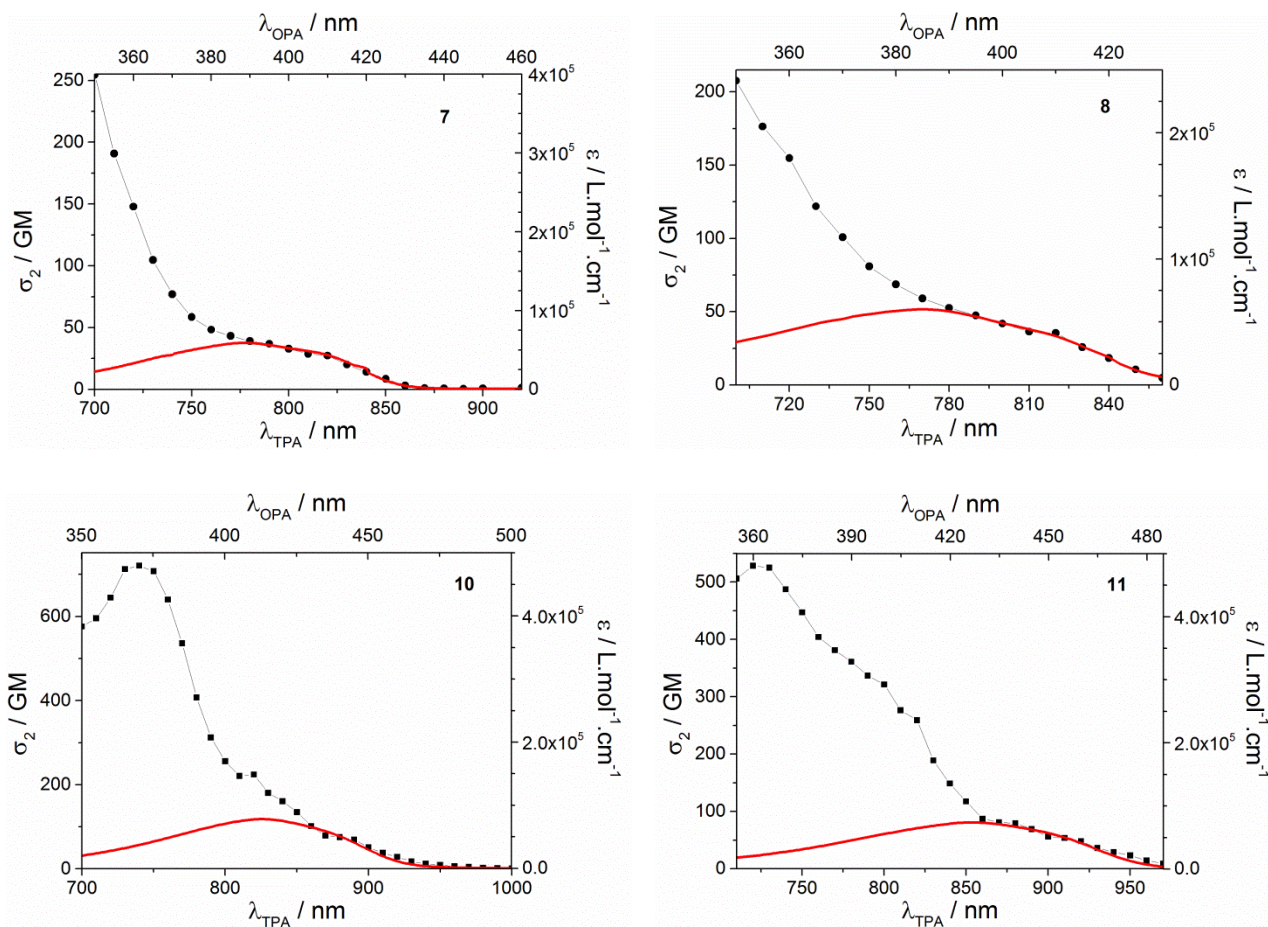 λOPA / nm
360 380 400 420 440 460
250
200
150
100
50
0
σ2 / GM
7
4x10^5
3x10^5
2x10^5
1x10^5
0
ε / L.mol^-1.cm^-1
700 750 800 850 900
λTPA / nm
λOPA / nm
360 380 400 420
200
150
100
50
0
σ2 / GM
8
2x10^5
1x10^5
0
ε / L.mol^-1.cm^-1
720 750 780 810 840
λTPA / nm
λOPA / nm
350 400 450 500
600
400
200
0
σ2 / GM
10
4.0x10^5
2.0x10^5
0.0
ε / L.mol^-1.cm^-1
700 800 900 1000
λTPA / nm
λOPA / nm
360 390 420 450 480
500
450
400
350
300
250
200
150
100
50
0
σ2 / GM
11
4.0x10^5
2.0x10^5
0.0
ε / L.mol^-1.cm^-1
750 800 850 900 950
λTPA / nm